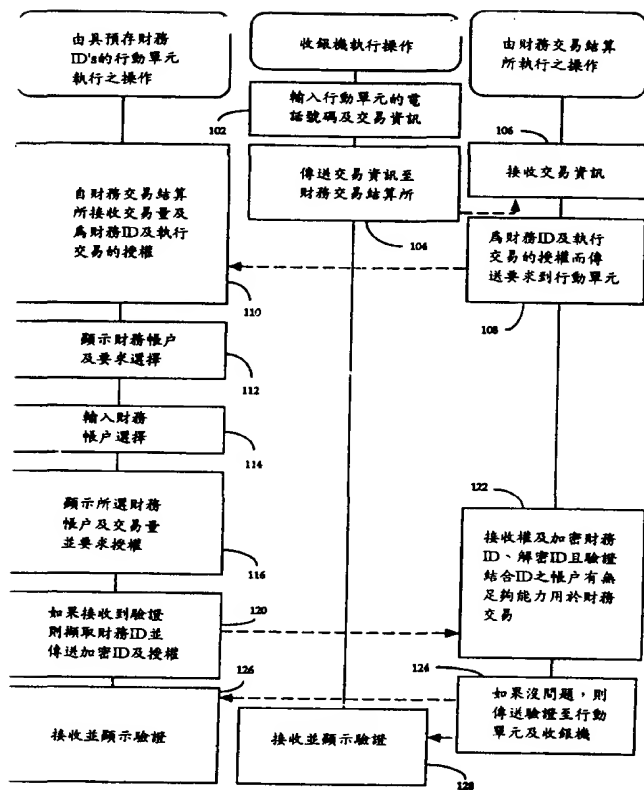 由具預存財務
ID's的行動單元
執行之操作
收銀機執行操作
由財務交易結算
所執行之操作
102
輸入行動單元的電
話號碼及交易資訊
106
接收交易資訊
傳送交易資訊至
財務交易結算所
104
自財務交易結算
所接收交易量及
為財務ID及執行
交易的授權
110
為財務ID及執行
交易的授權而傳
送要求到行動單元
108
顯示財務帳户
及要求選擇
112
輸入財務
帳户選擇
114
顯示所選財務
帳户及交易量
並要求授權
116
122
接收權及加密財務
ID、解密ID且驗證
結合ID之帳户有無
足夠能力用於財務
交易
如果接收到驗證
則擷取財務ID並
傳送加密ID及授權
120
124
如果沒問題，則
傳送驗證至行動
單元及收銀機
126
接收並顯示驗證
接收並顯示驗證
128